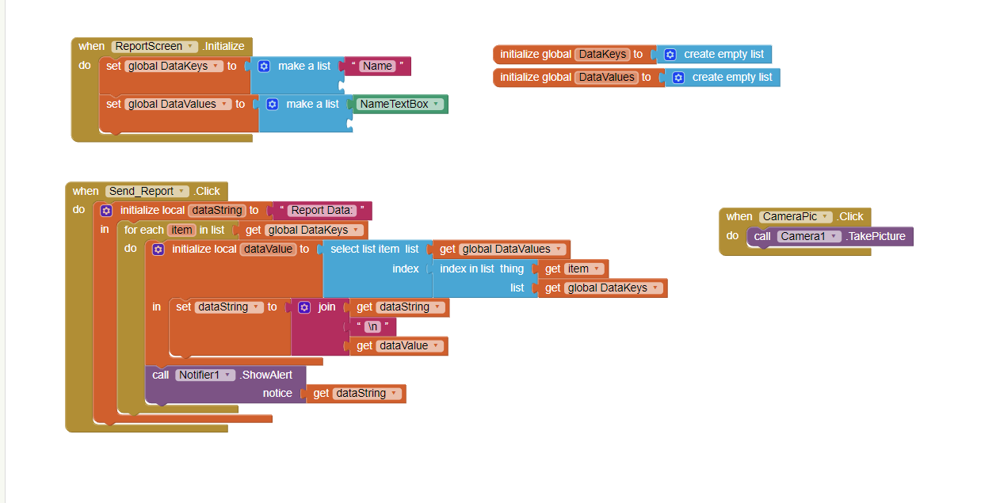 when ReportScreen .Initialize
do set global DataKeys to make a list “ Name ”
set global DataValues to make a list NameTextBox
initialize global DataKeys to create empty list
initialize global DataValues to create empty list
when Send_Report .Click
do initialize local dataString to “ Report Data: ”
in for each item in list get global DataKeys
do initialize local dataValue to select list item list get global DataValues
index index in list thing get item
list get global DataKeys
in set dataString to join get dataString
“ \n ”
get dataValue
call Notifier1 .ShowAlert
notice get dataString
when CameraPic .Click
do call Camera1 .TakePicture